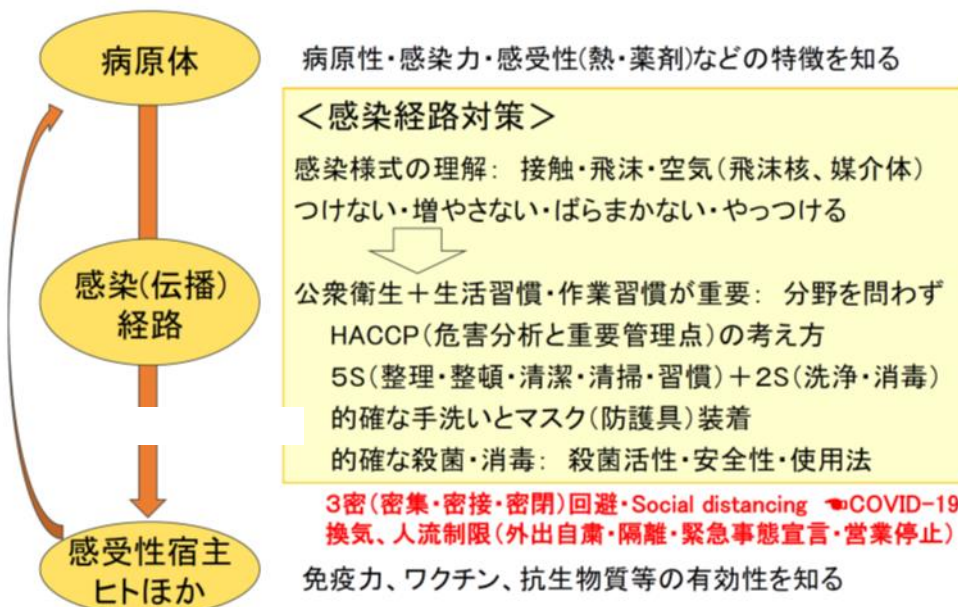 病原体
病原性・感染力・感受性(熱・薬剤)などの特徴を知る
＜感染経路対策＞
感染様式の理解： 接触・飛沫・空気(飛沫核、媒介体)
つけない・増やさない・ばらまかない・やっつける
感染(伝播)
経路
公衆衛生＋生活習慣・作業習慣が重要： 分野を問わず
HACCP(危害分析と重要管理点)の考え方
5S(整理・整頓・清潔・清掃・習慣)＋2S(洗浄・消毒)
的確な手洗いとマスク(防護具)装着
的確な殺菌・消毒： 殺菌活性・安全性・使用法
3密(密集・密接・密閉)回避・Social distancing ☚COVID-19
換気、人流制限(外出自粛・隔離・緊急事態宣言・営業停止)
感受性宿主
ヒトほか
免疫力、ワクチン、抗生物質等の有効性を知る